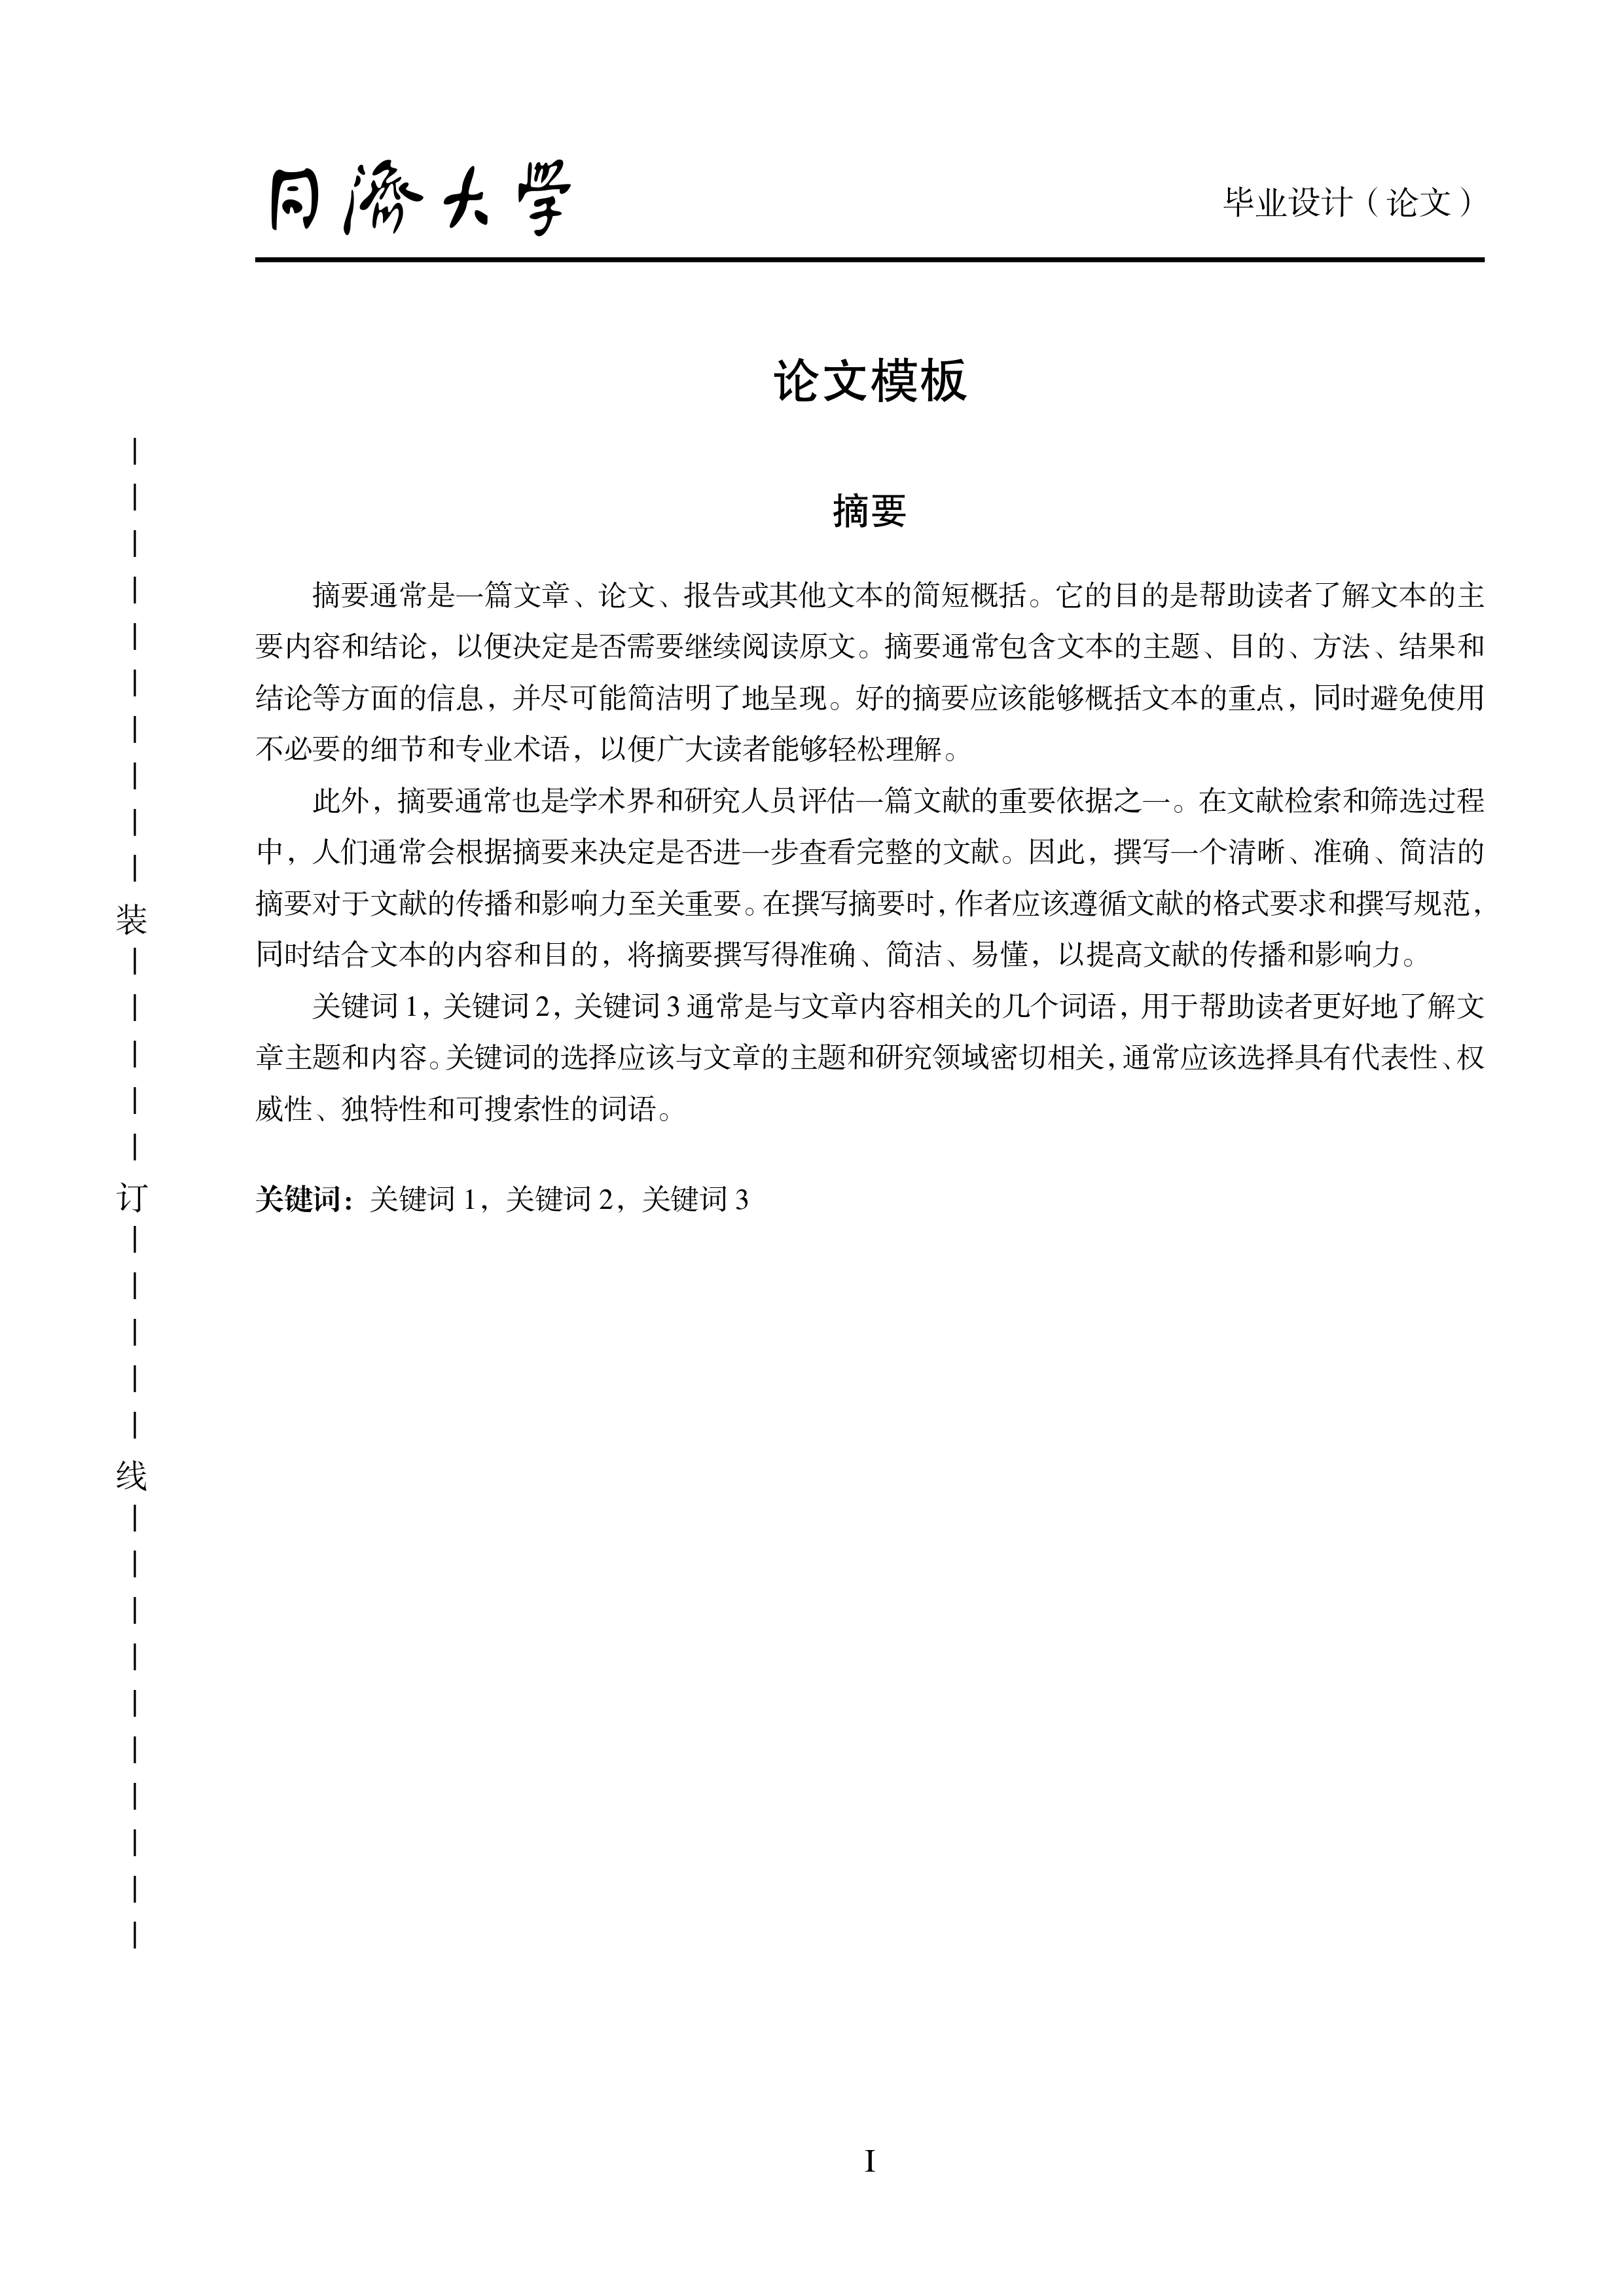 同濟大学
毕业设计（论文）
论文模板
摘要
摘要通常是一篇文章、论文、报告或其他文本的简短概括。它的目的是帮助读者了解文本的主
要内容和结论，以便决定是否需要继续阅读原文。摘要通常包含文本的主题、目的、方法、结果和
结论等方面的信息，并尽可能简洁明了地呈现。好的摘要应该能够概括文本的重点，同时避免使用
不必要的细节和专业术语，以便广大读者能够轻松理解。
此外，摘要通常也是学术界和研究人员评估一篇文献的重要依据之一。在文献检索和筛选过程
中，人们通常会根据摘要来决定是否进一步查看完整的文献。因此，撰写一个清晰、准确、简洁的
摘要对于文献的传播和影响力至关重要。在撰写摘要时，作者应该遵循文献的格式要求和撰写规范，
同时结合文本的内容和目的，将摘要撰写得准确、简洁、易懂，以提高文献的传播和影响力。
关键词 1，关键词 2，关键词 3 通常是与文章内容相关的几个词语，用于帮助读者更好地了解文
章主题和内容。关键词的选择应该与文章的主题和研究领域密切相关，通常应该选择具有代表性、权
威性、独特性和可搜索性的词语。
关键词：关键词 1，关键词 2，关键词 3
装
订
线
I